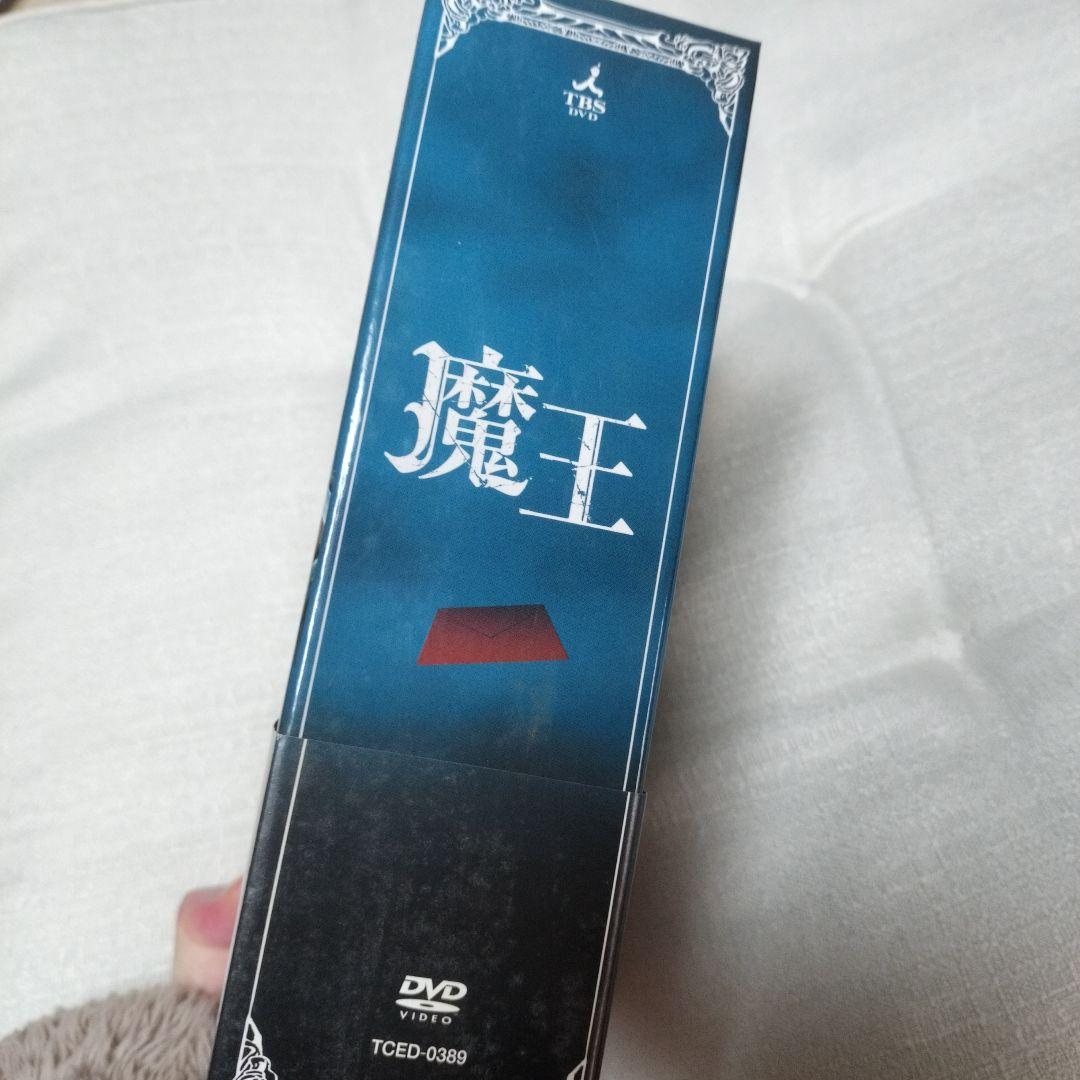 TBS
DVD
魔王
DVD
VIDEO
TCED-0389